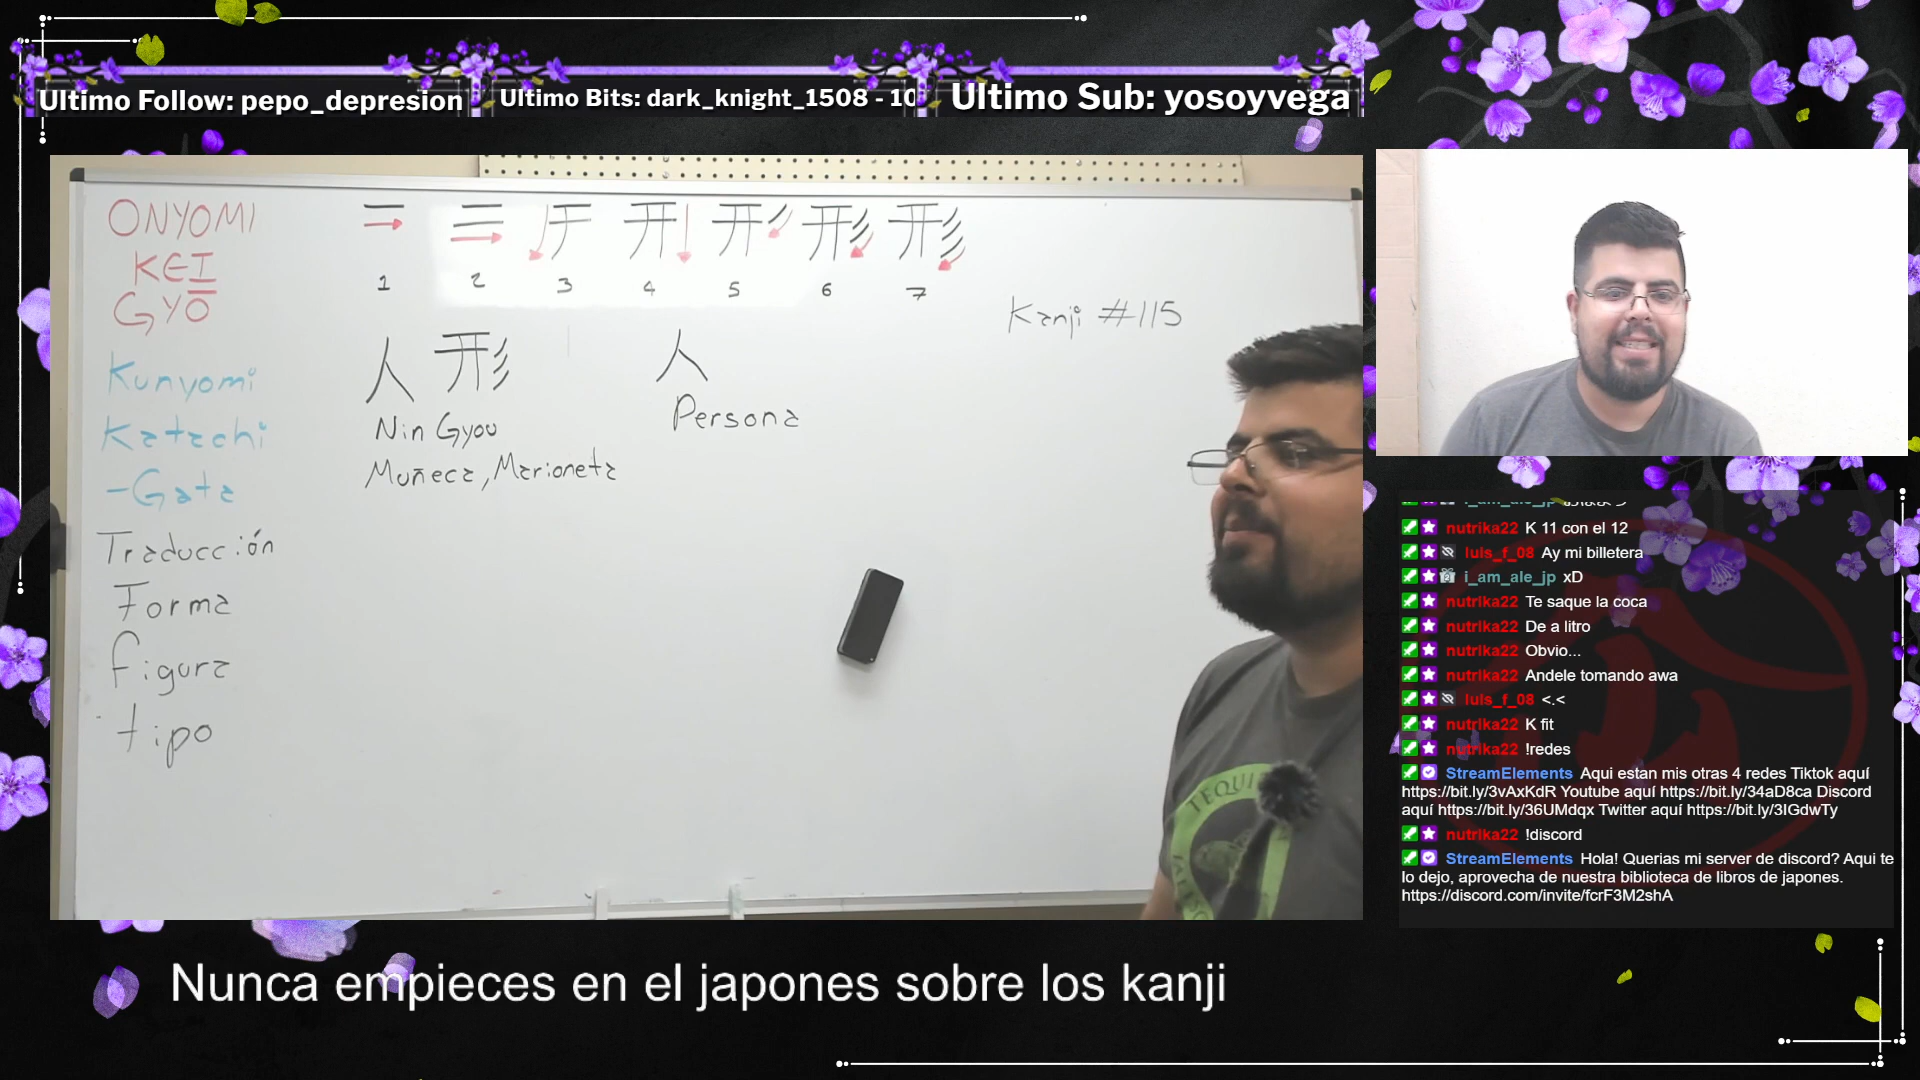 Ultimo Follow: pepo_depresion
Ultimo Bits: dark_knight_1508 - 10
Ultimo Sub: yosoyvega
ONYOMI
KEI
GYŌ
Kunyomi
Katachi
-Gata
Traducción
Forma
figura
tipo
一 二 开 形
1 2 3 4 5 6 7
Kanji #115
人形
Nin Gyou
Muñeca, Marioneta
人
Persona
TEQUI
nutrika22 K 11 con el 12
luis_f_08 Ay mi billetera
i_am_ale_jp xD
nutrika22 Te saque la coca
nutrika22 De a litro
nutrika22 Obvio...
nutrika22 Andele tomando awa
luis_f_08 <.<
nutrika22 K fit
nutrika22 !redes
StreamElements Aqui estan mis otras 4 redes Tiktok aquí
https://bit.ly/3vAxKdR Youtube aquí https://bit.ly/34aD8ca Discord
aquí https://bit.ly/36UMdqx Twitter aquí https://bit.ly/3IGdwTy
nutrika22 !discord
StreamElements Hola! Querias mi server de discord? Aqui te
lo dejo, aprovecha de nuestra biblioteca de libros de japones.
https://discord.com/invite/fcrF3M2shA
Nunca empieces en el japones sobre los kanji